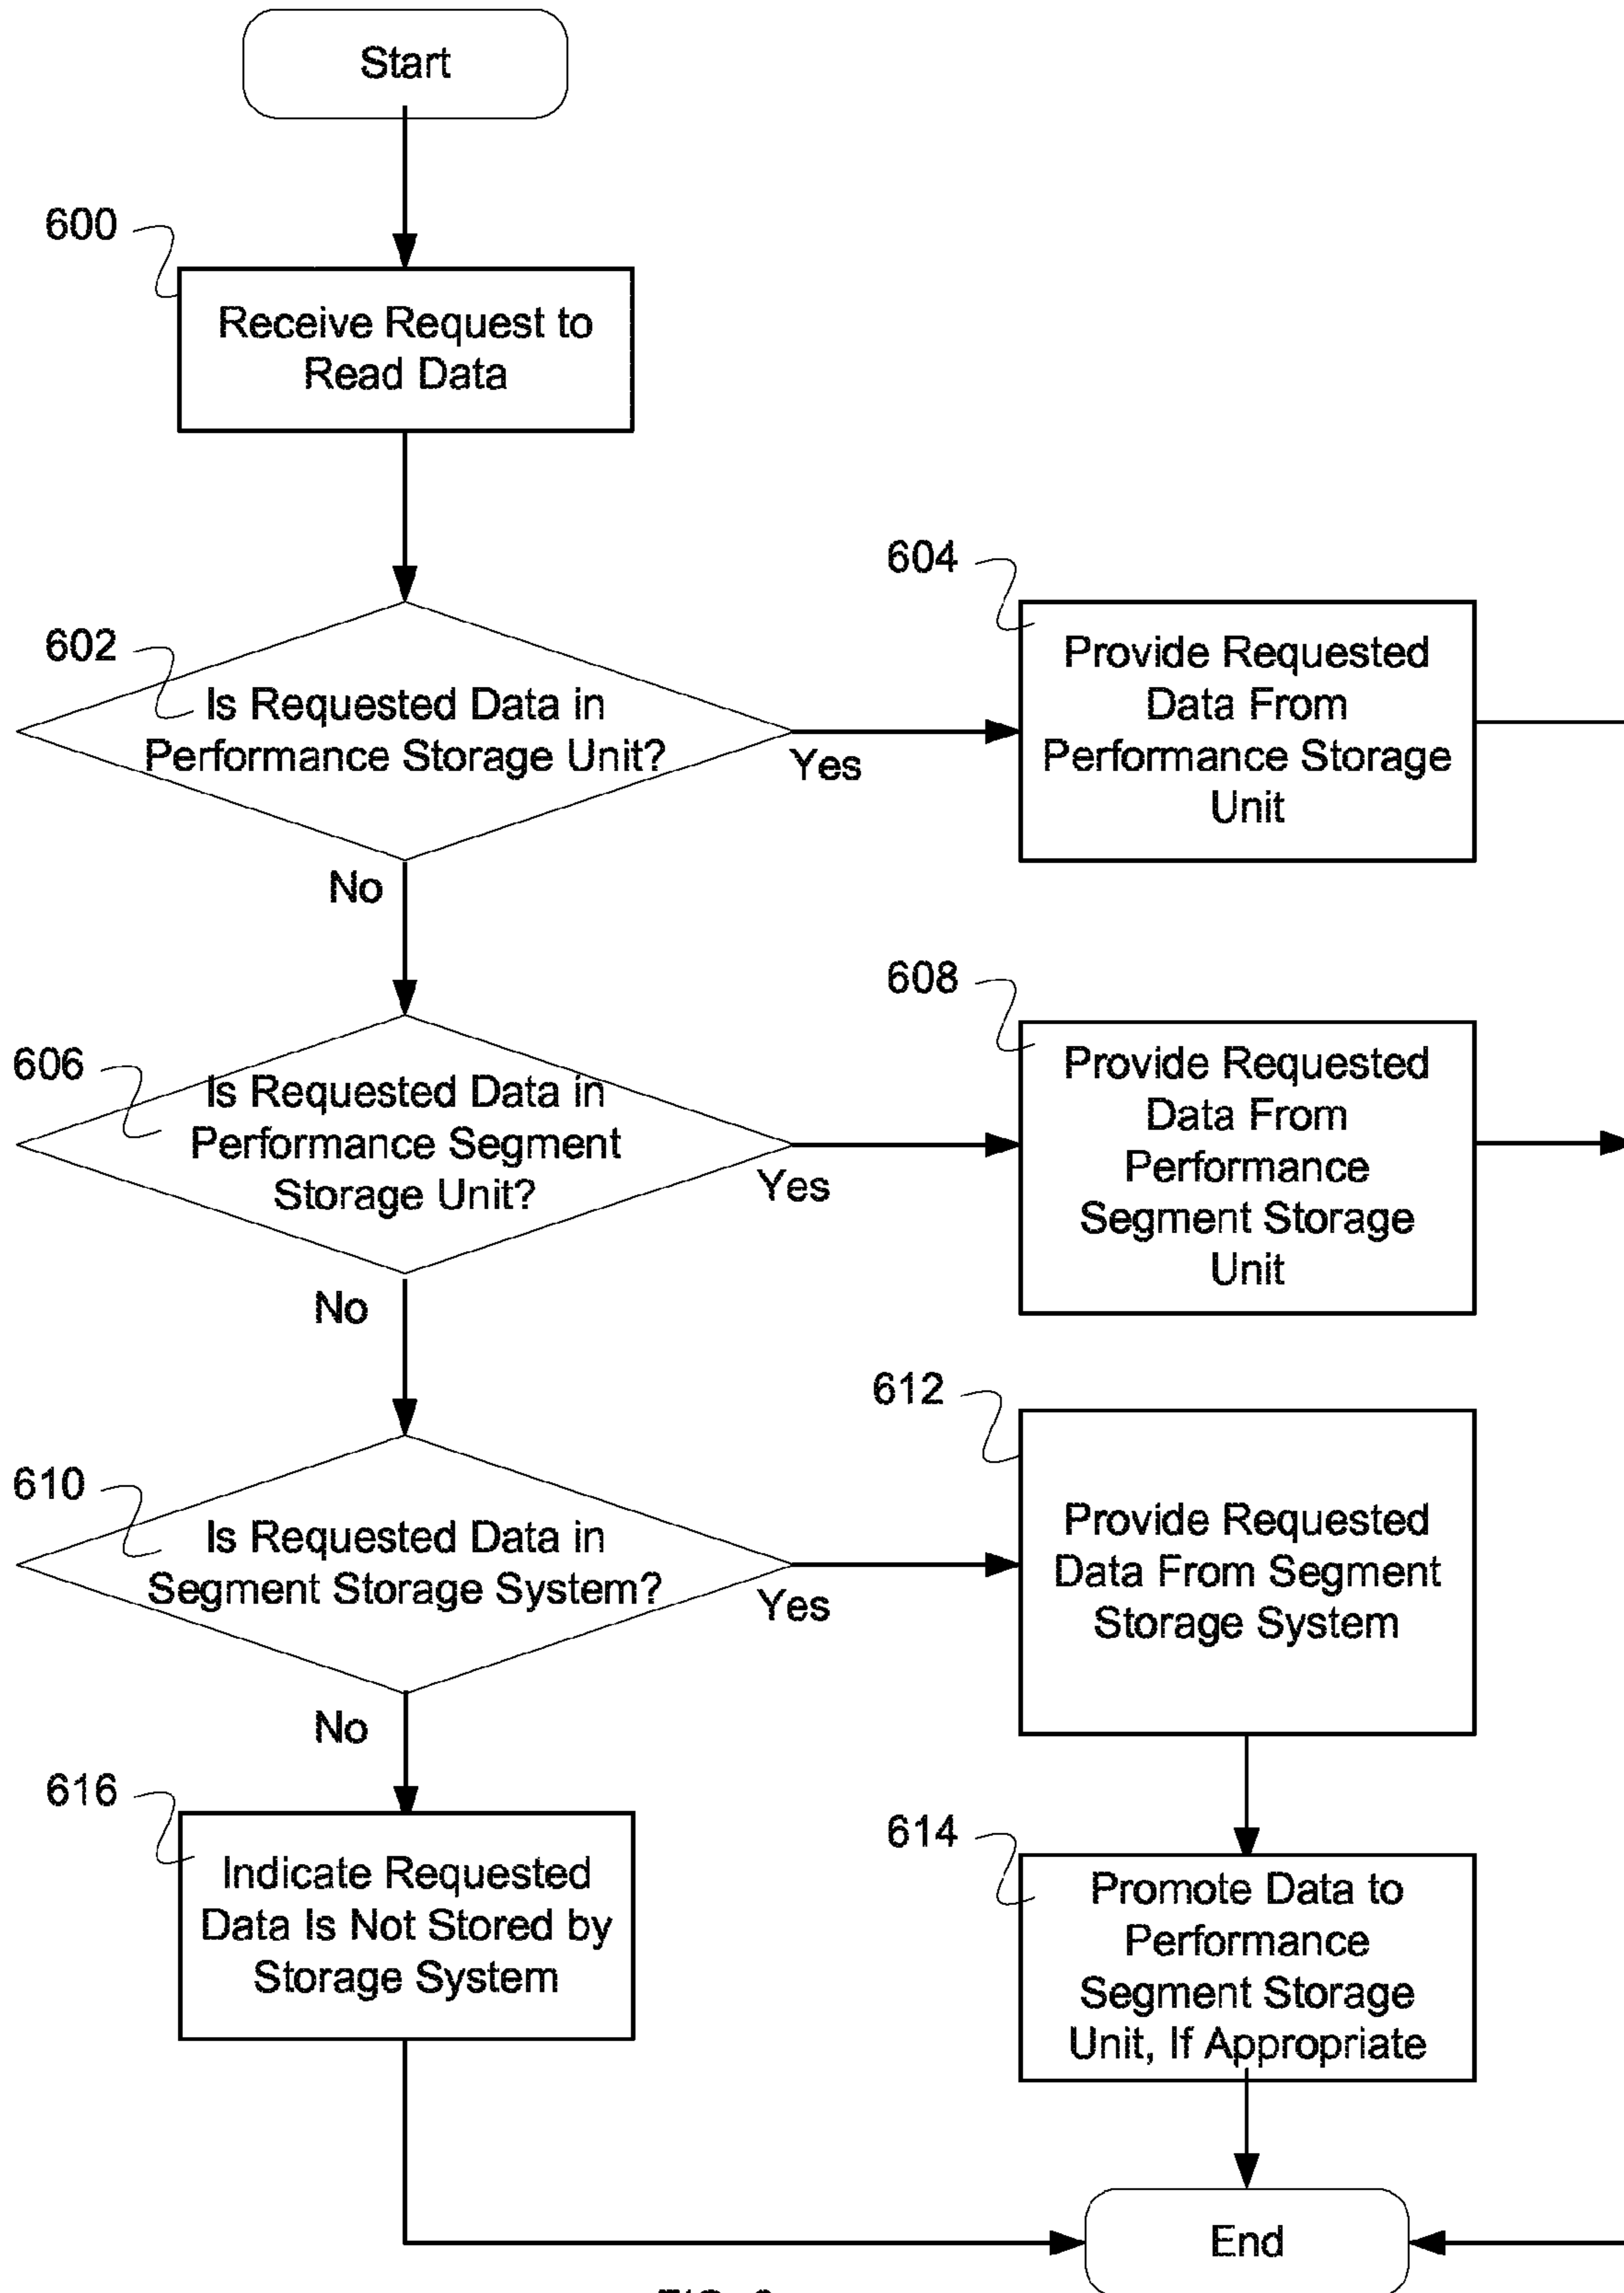 Start
600
Receive Request to
Read Data
602
Is Requested Data in
Performance Storage Unit?
Yes
No
604
Provide Requested
Data From
Performance Storage
Unit
606
Is Requested Data in
Performance Segment
Storage Unit?
Yes
No
608
Provide Requested
Data From
Performance
Segment Storage
Unit
610
Is Requested Data in
Segment Storage System?
Yes
No
612
Provide Requested
Data From Segment
Storage System
614
Promote Data to
Performance
Segment Storage
Unit, If Appropriate
616
Indicate Requested
Data Is Not Stored by
Storage System
End